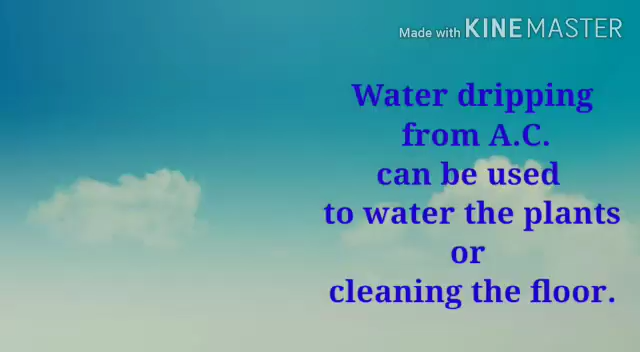 Made with KINEMASTER
Water dripping
from A.C.
can be used
to water the plants
or
cleaning the floor.